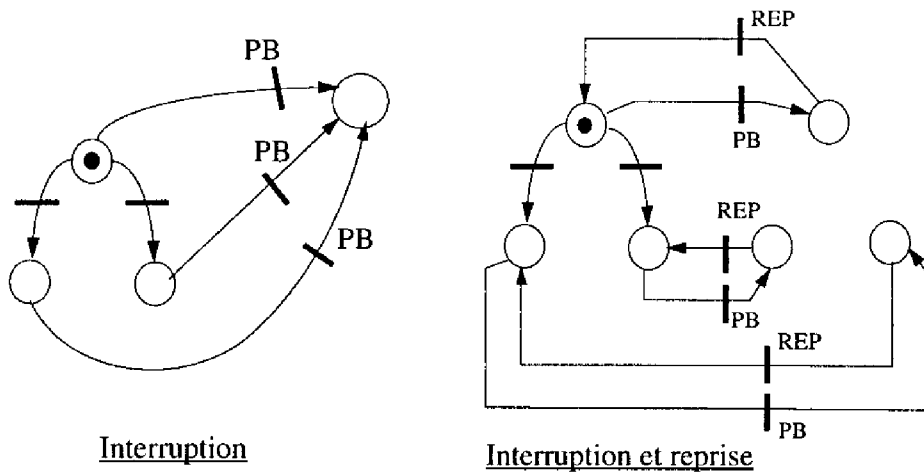 PB
PB
PB
Interruption
REP
PB
REP
PB
REP
PB
Interruption et reprise